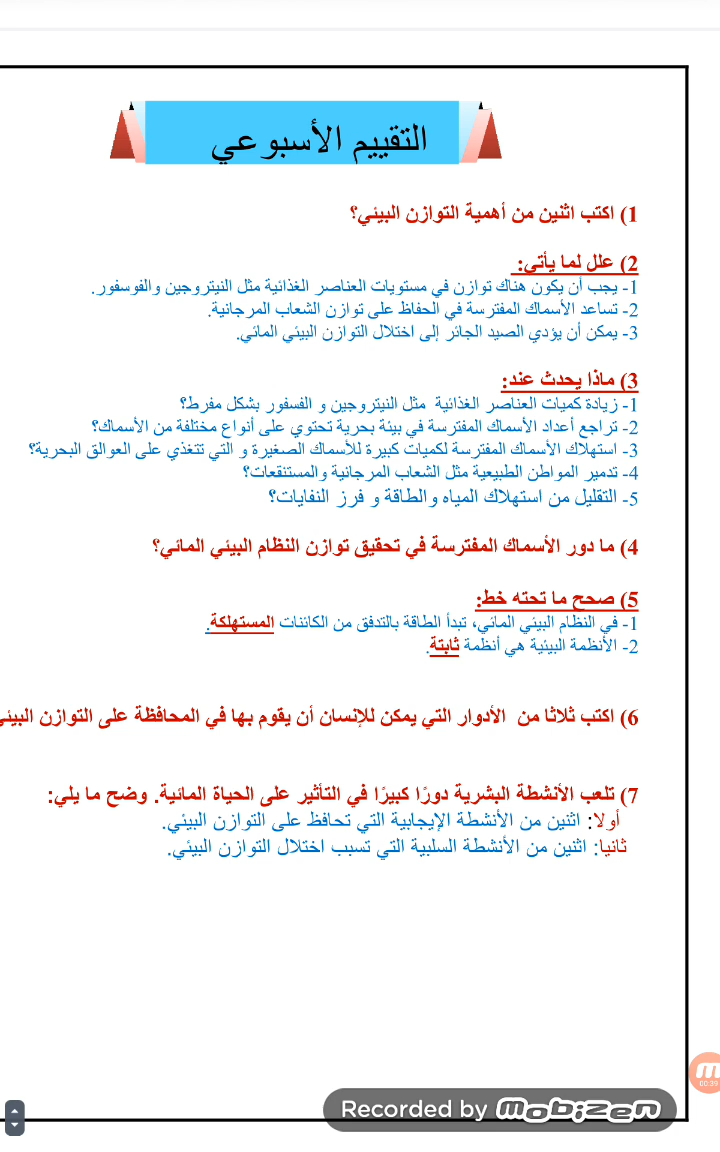 التقييم الأسبوعي
1) اكتب اثنين من أهمية التوازن البيئي؟
2) علل لما يأتي:
1- يجب أن يكون هناك توازن في مستويات العناصر الغذائية مثل النيتروجين والفوسفور.
2- تساعد الأسماك المفترسة في الحفاظ على توازن الشعاب المرجانية.
3- يمكن أن يؤدي الصيد الجائر إلى اختلال التوازن البيئي المائي.
3) ماذا يحدث عند:
1- زيادة كميات العناصر الغذائية مثل النيتروجين و الفسفور بشكل مفرط؟
2- تراجع أعداد الأسماك المفترسة في بيئة بحرية تحتوي على أنواع مختلفة من الأسماك؟
3- استهلاك الأسماك المفترسة لكميات كبيرة للأسماك الصغيرة و التي تتغذي على العوالق البحرية؟
4- تدمير المواطن الطبيعية مثل الشعاب المرجانية والمستنقعات؟
5- التقليل من استهلاك المياه والطاقة و فرز النفايات؟
4) ما دور الأسماك المفترسة في تحقيق توازن النظام البيئي المائي؟
5) صحح ما تحته خط:
1- في النظام البيئي المائي، تبدأ الطاقة بالتدفق من الكائنات المستهلكة.
2- الأنظمة البيئية هي أنظمة ثابتة.
6) اكتب ثلاثا من الأدوار التي يمكن للإنسان أن يقوم بها في المحافظة على التوازن البيئي
7) تلعب الأنشطة البشرية دورًا كبيرًا في التأثير على الحياة المائية. وضح ما يلي:
أولا: اثنين من الأنشطة الإيجابية التي تحافظ على التوازن البيئي.
ثانيا: اثنين من الأنشطة السلبية التي تسبب اختلال التوازن البيئي.
00:39
Recorded by Mobizen